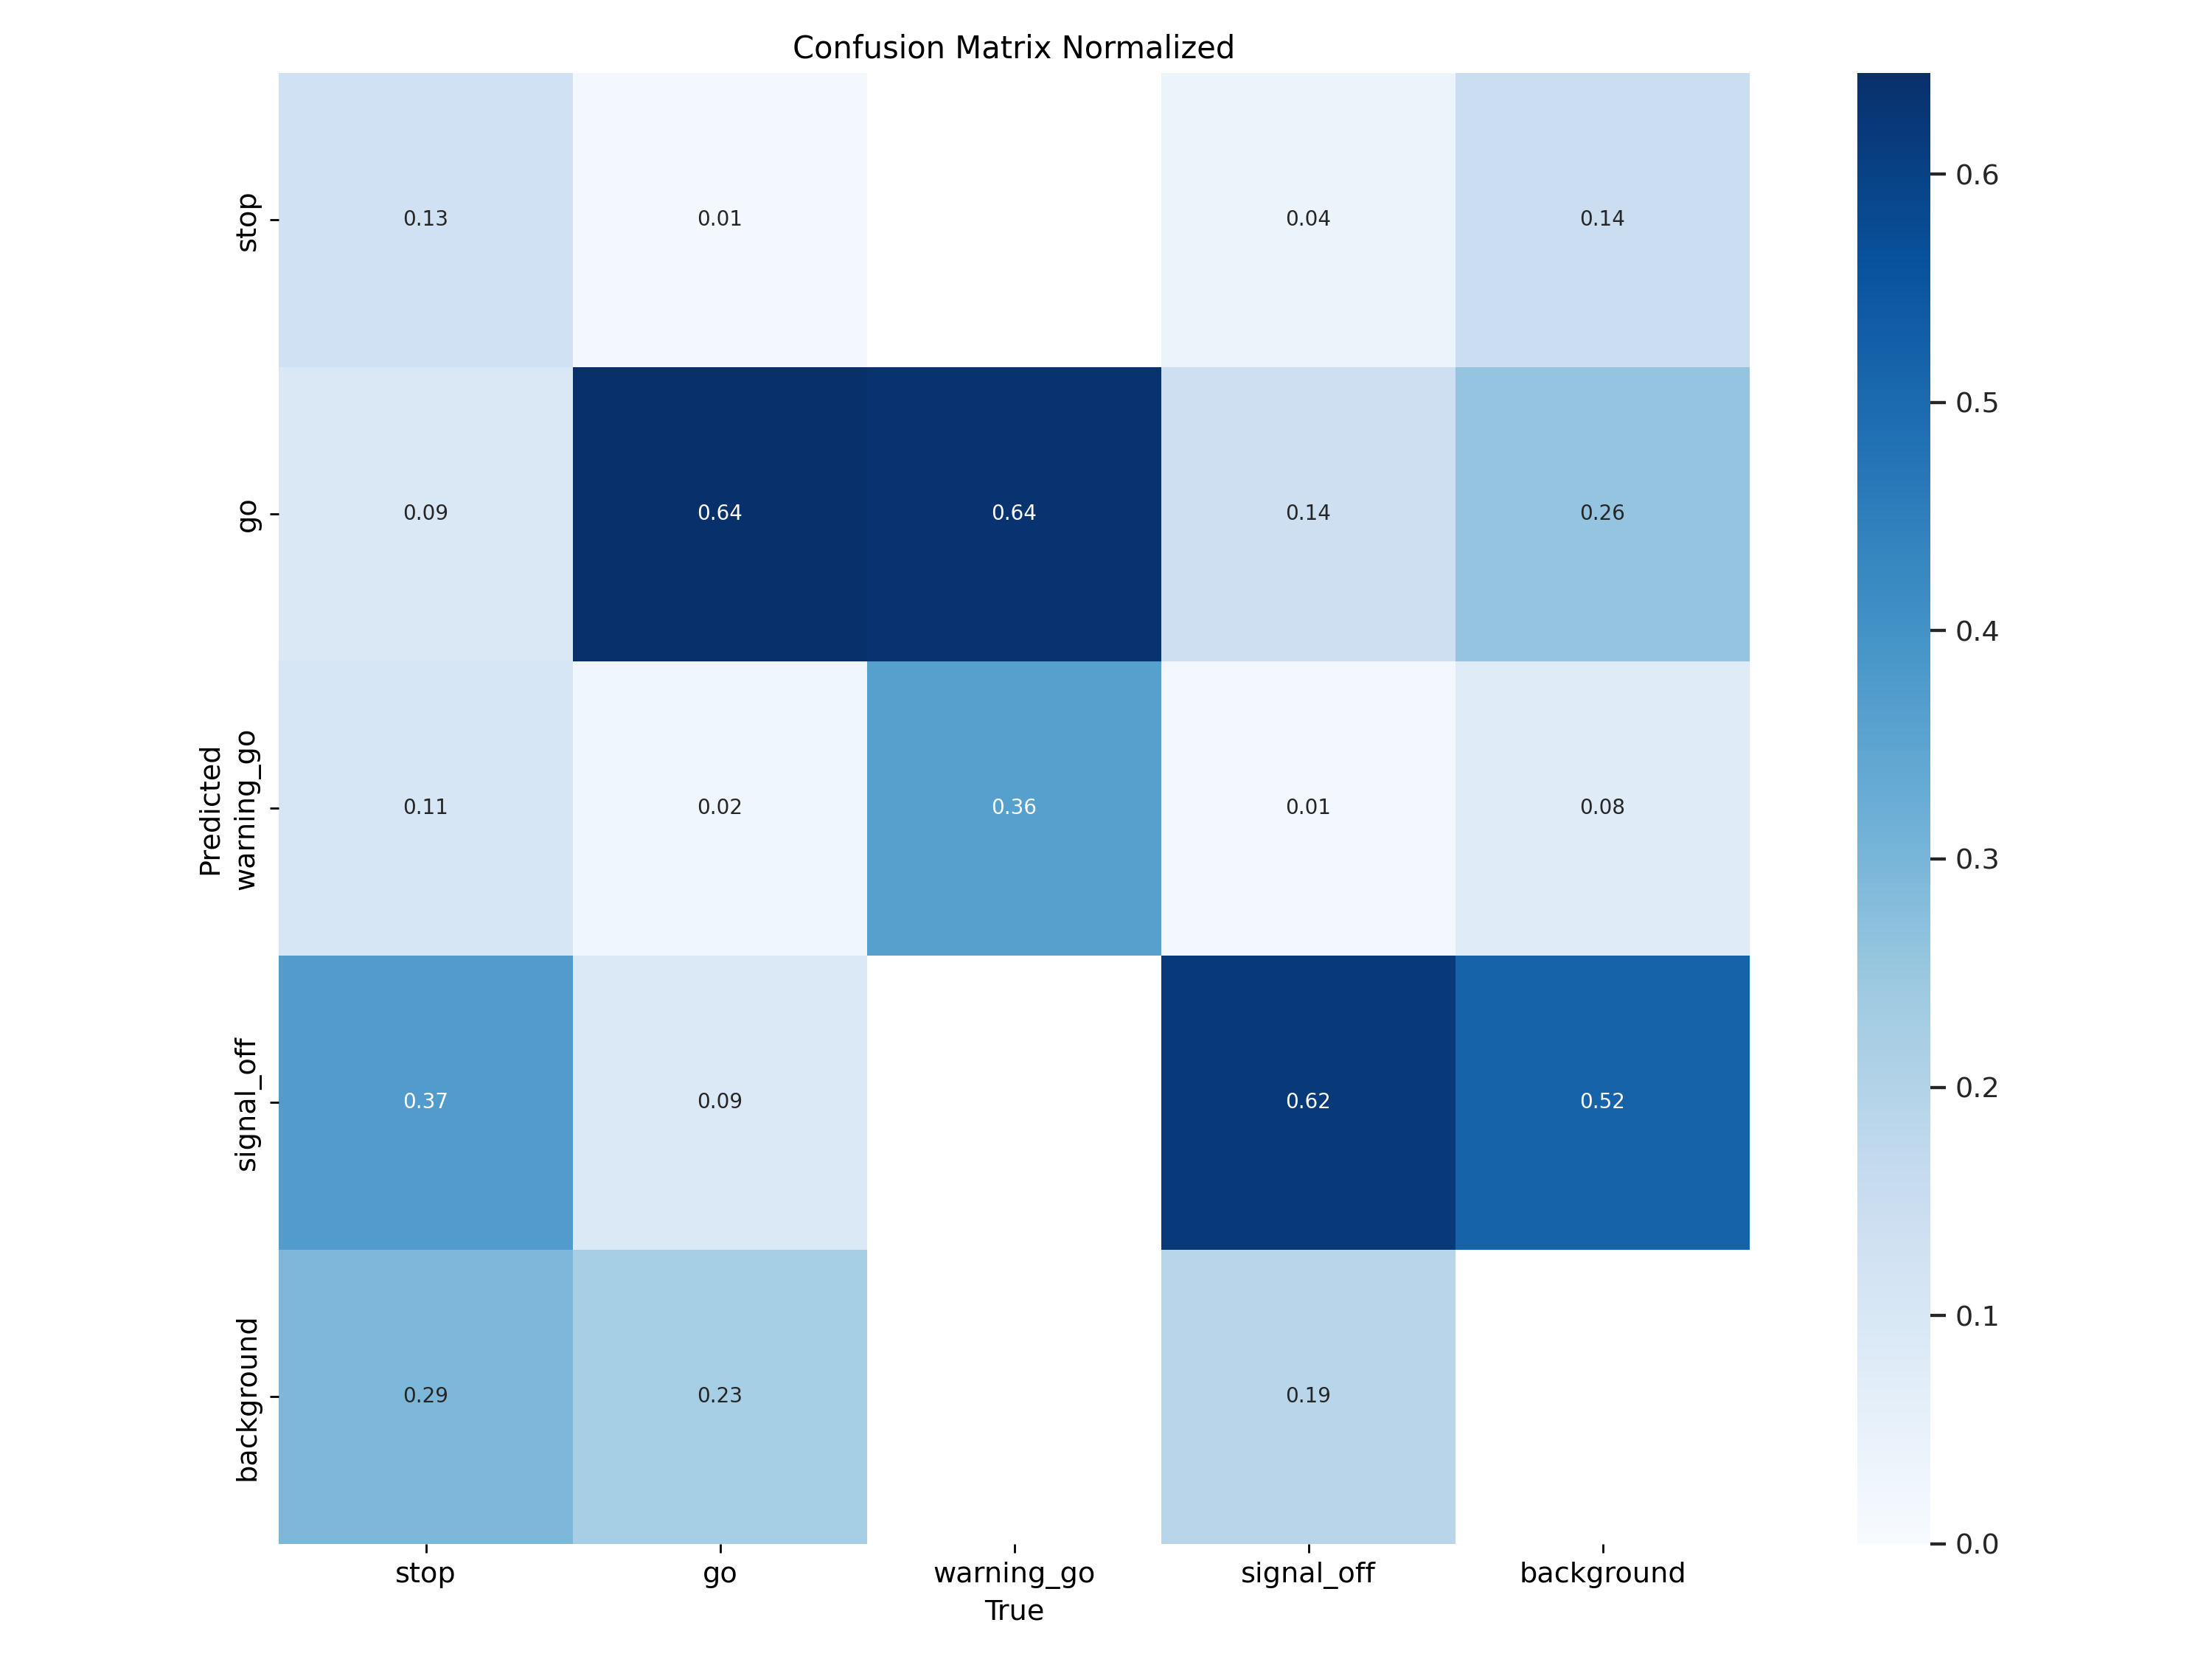 Confusion Matrix Normalized
stop
0.13
0.01
0.04
0.14
go
0.09
0.64
0.64
0.14
0.26
Predicted
warning_go
0.11
0.02
0.36
0.01
0.08
signal_off
0.37
0.09
0.62
0.52
background
0.29
0.23
0.19
stop
go
warning_go
signal_off
background
True
0.6
0.5
0.4
0.3
0.2
0.1
0.0